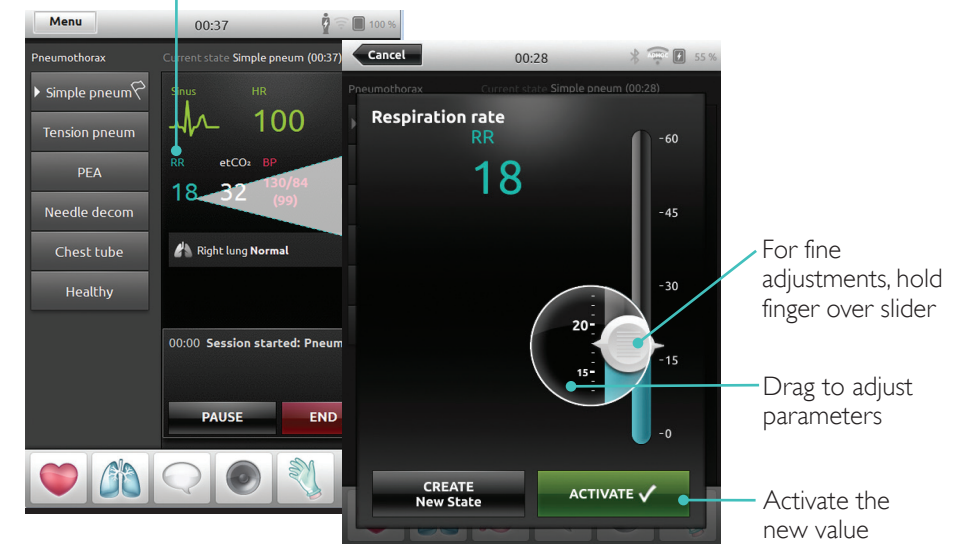 Menu
00:37
100 %
Pneumothorax
Current state Simple pneum (00:37)
Simple pneum
Tension pneum
PEA
Needle decom
Chest tube
Healthy
Sinus
HR
100
RR
etCO₂
BP
18
32
130/84
(99)
Right lung Normal
00:00 Session started: Pneum
PAUSE
END
Cancel
00:28
55 %
Pneumothorax
Current state Simple pneum (00:28)
Respiration rate
RR
18
-60
-45
-30
-15
-0
20-
15-
CREATE
New State
ACTIVATE ✓
For fine
adjustments, hold
finger over slider
Drag to adjust
parameters
Activate the
new value